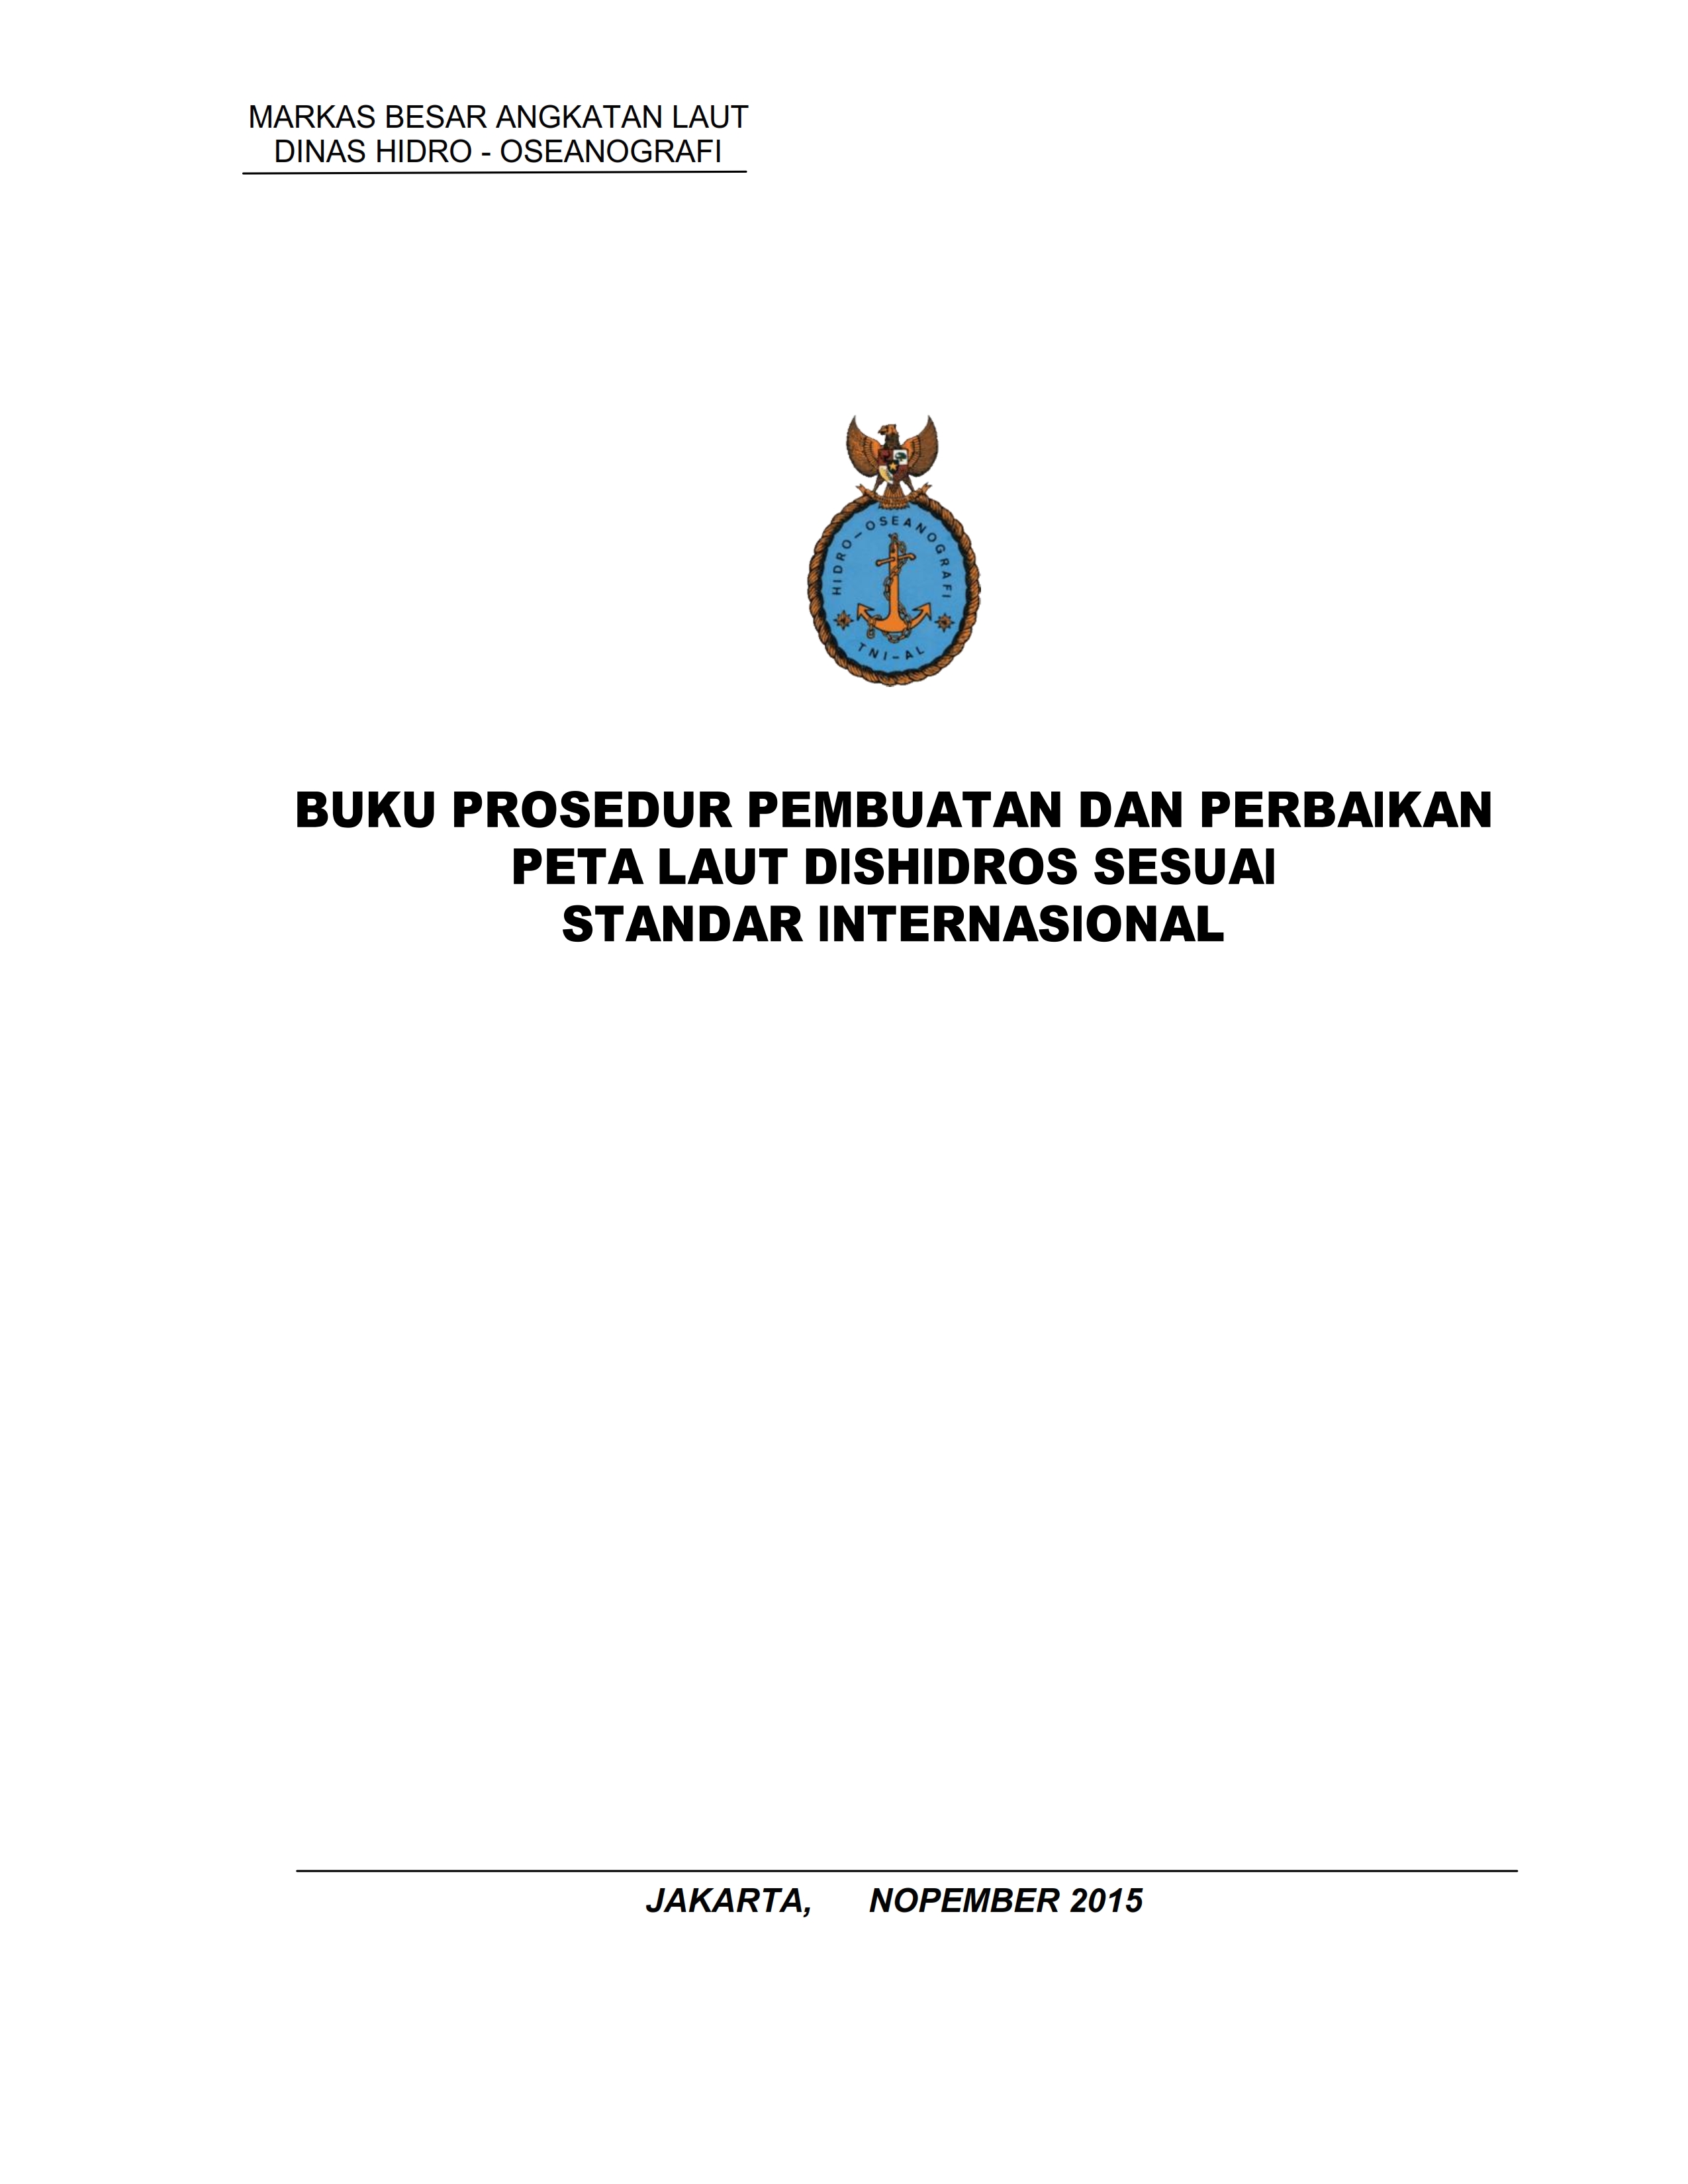 MARKAS BESAR ANGKATAN LAUT
DINAS HIDRO - OSEANOGRAFI
HIDRO-OSEANOGRAFI
TNI-AL
BUKU PROSEDUR PEMBUATAN DAN PERBAIKAN
PETA LAUT DISHIDROS SESUAI
STANDAR INTERNASIONAL
JAKARTA, NOPEMBER 2015